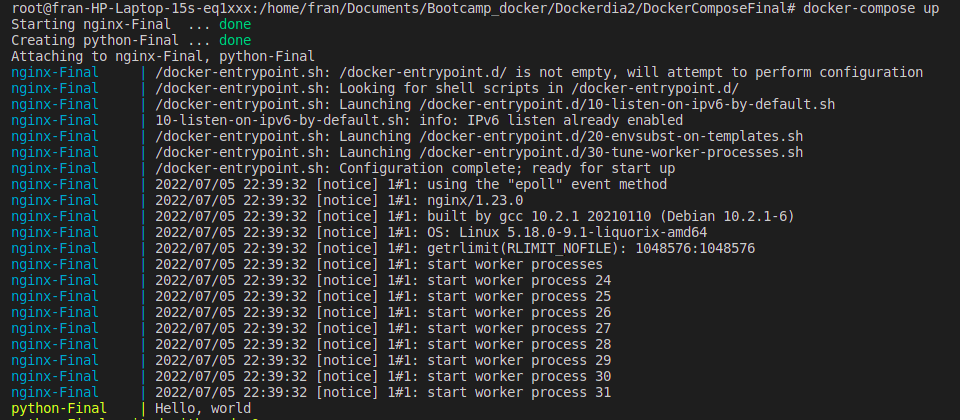 root@fran-HP-Laptop-15s-eq1xxx:/home/fran/Documents/Bootcamp_docker/Dockerdia2/DockerComposeFinal# docker-compose up
Starting nginx-Final  ... done
Creating python-Final ... done
Attaching to nginx-Final, python-Final
nginx-Final     | /docker-entrypoint.sh: /docker-entrypoint.d/ is not empty, will attempt to perform configuration
nginx-Final     | /docker-entrypoint.sh: Looking for shell scripts in /docker-entrypoint.d/
nginx-Final     | /docker-entrypoint.sh: Launching /docker-entrypoint.d/10-listen-on-ipv6-by-default.sh
nginx-Final     | 10-listen-on-ipv6-by-default.sh: info: IPv6 listen already enabled
nginx-Final     | /docker-entrypoint.sh: Launching /docker-entrypoint.d/20-envsubst-on-templates.sh
nginx-Final     | /docker-entrypoint.sh: Launching /docker-entrypoint.d/30-tune-worker-processes.sh
nginx-Final     | /docker-entrypoint.sh: Configuration complete; ready for start up
nginx-Final     | 2022/07/05 22:39:32 [notice] 1#1: using the "epoll" event method
nginx-Final     | 2022/07/05 22:39:32 [notice] 1#1: nginx/1.23.0
nginx-Final     | 2022/07/05 22:39:32 [notice] 1#1: built by gcc 10.2.1 20210110 (Debian 10.2.1-6)
nginx-Final     | 2022/07/05 22:39:32 [notice] 1#1: OS: Linux 5.18.0-9.1-liquorix-amd64
nginx-Final     | 2022/07/05 22:39:32 [notice] 1#1: getrlimit(RLIMIT_NOFILE): 1048576:1048576
nginx-Final     | 2022/07/05 22:39:32 [notice] 1#1: start worker processes
nginx-Final     | 2022/07/05 22:39:32 [notice] 1#1: start worker process 24
nginx-Final     | 2022/07/05 22:39:32 [notice] 1#1: start worker process 25
nginx-Final     | 2022/07/05 22:39:32 [notice] 1#1: start worker process 26
nginx-Final     | 2022/07/05 22:39:32 [notice] 1#1: start worker process 27
nginx-Final     | 2022/07/05 22:39:32 [notice] 1#1: start worker process 28
nginx-Final     | 2022/07/05 22:39:32 [notice] 1#1: start worker process 29
nginx-Final     | 2022/07/05 22:39:32 [notice] 1#1: start worker process 30
nginx-Final     | 2022/07/05 22:39:32 [notice] 1#1: start worker process 31
python-Final    | Hello, world